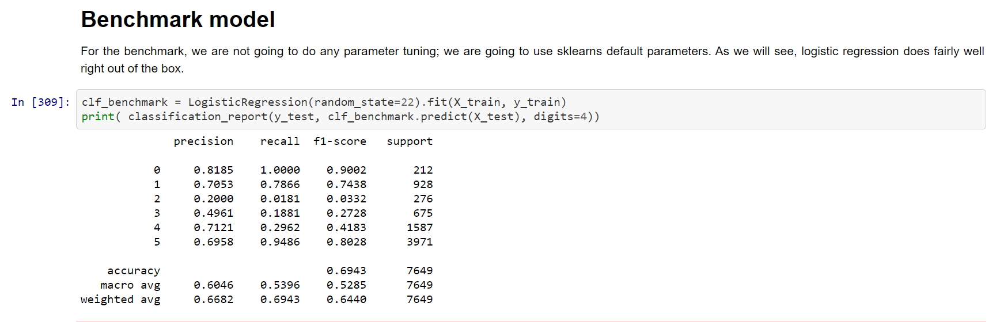 Benchmark model
For the benchmark, we are not going to do any parameter tuning; we are going to use sklearns default parameters. As we will see, logistic regression does fairly well
right out of the box.
In [309]: clf_benchmark = LogisticRegression(random_state=22).fit(X_train, y_train)
print( classification_report(y_test, clf_benchmark.predict(X_test), digits=4))
precision recall f1-score support
0 0.8185 1.0000 0.9002 212
1 0.7053 0.7866 0.7438 928
2 0.2000 0.0181 0.0332 276
3 0.4961 0.1881 0.2728 675
4 0.7121 0.2962 0.4183 1587
5 0.6958 0.9486 0.8028 3971
accuracy 0.6943 7649
macro avg 0.6046 0.5396 0.5285 7649
weighted avg 0.6682 0.6943 0.6440 7649